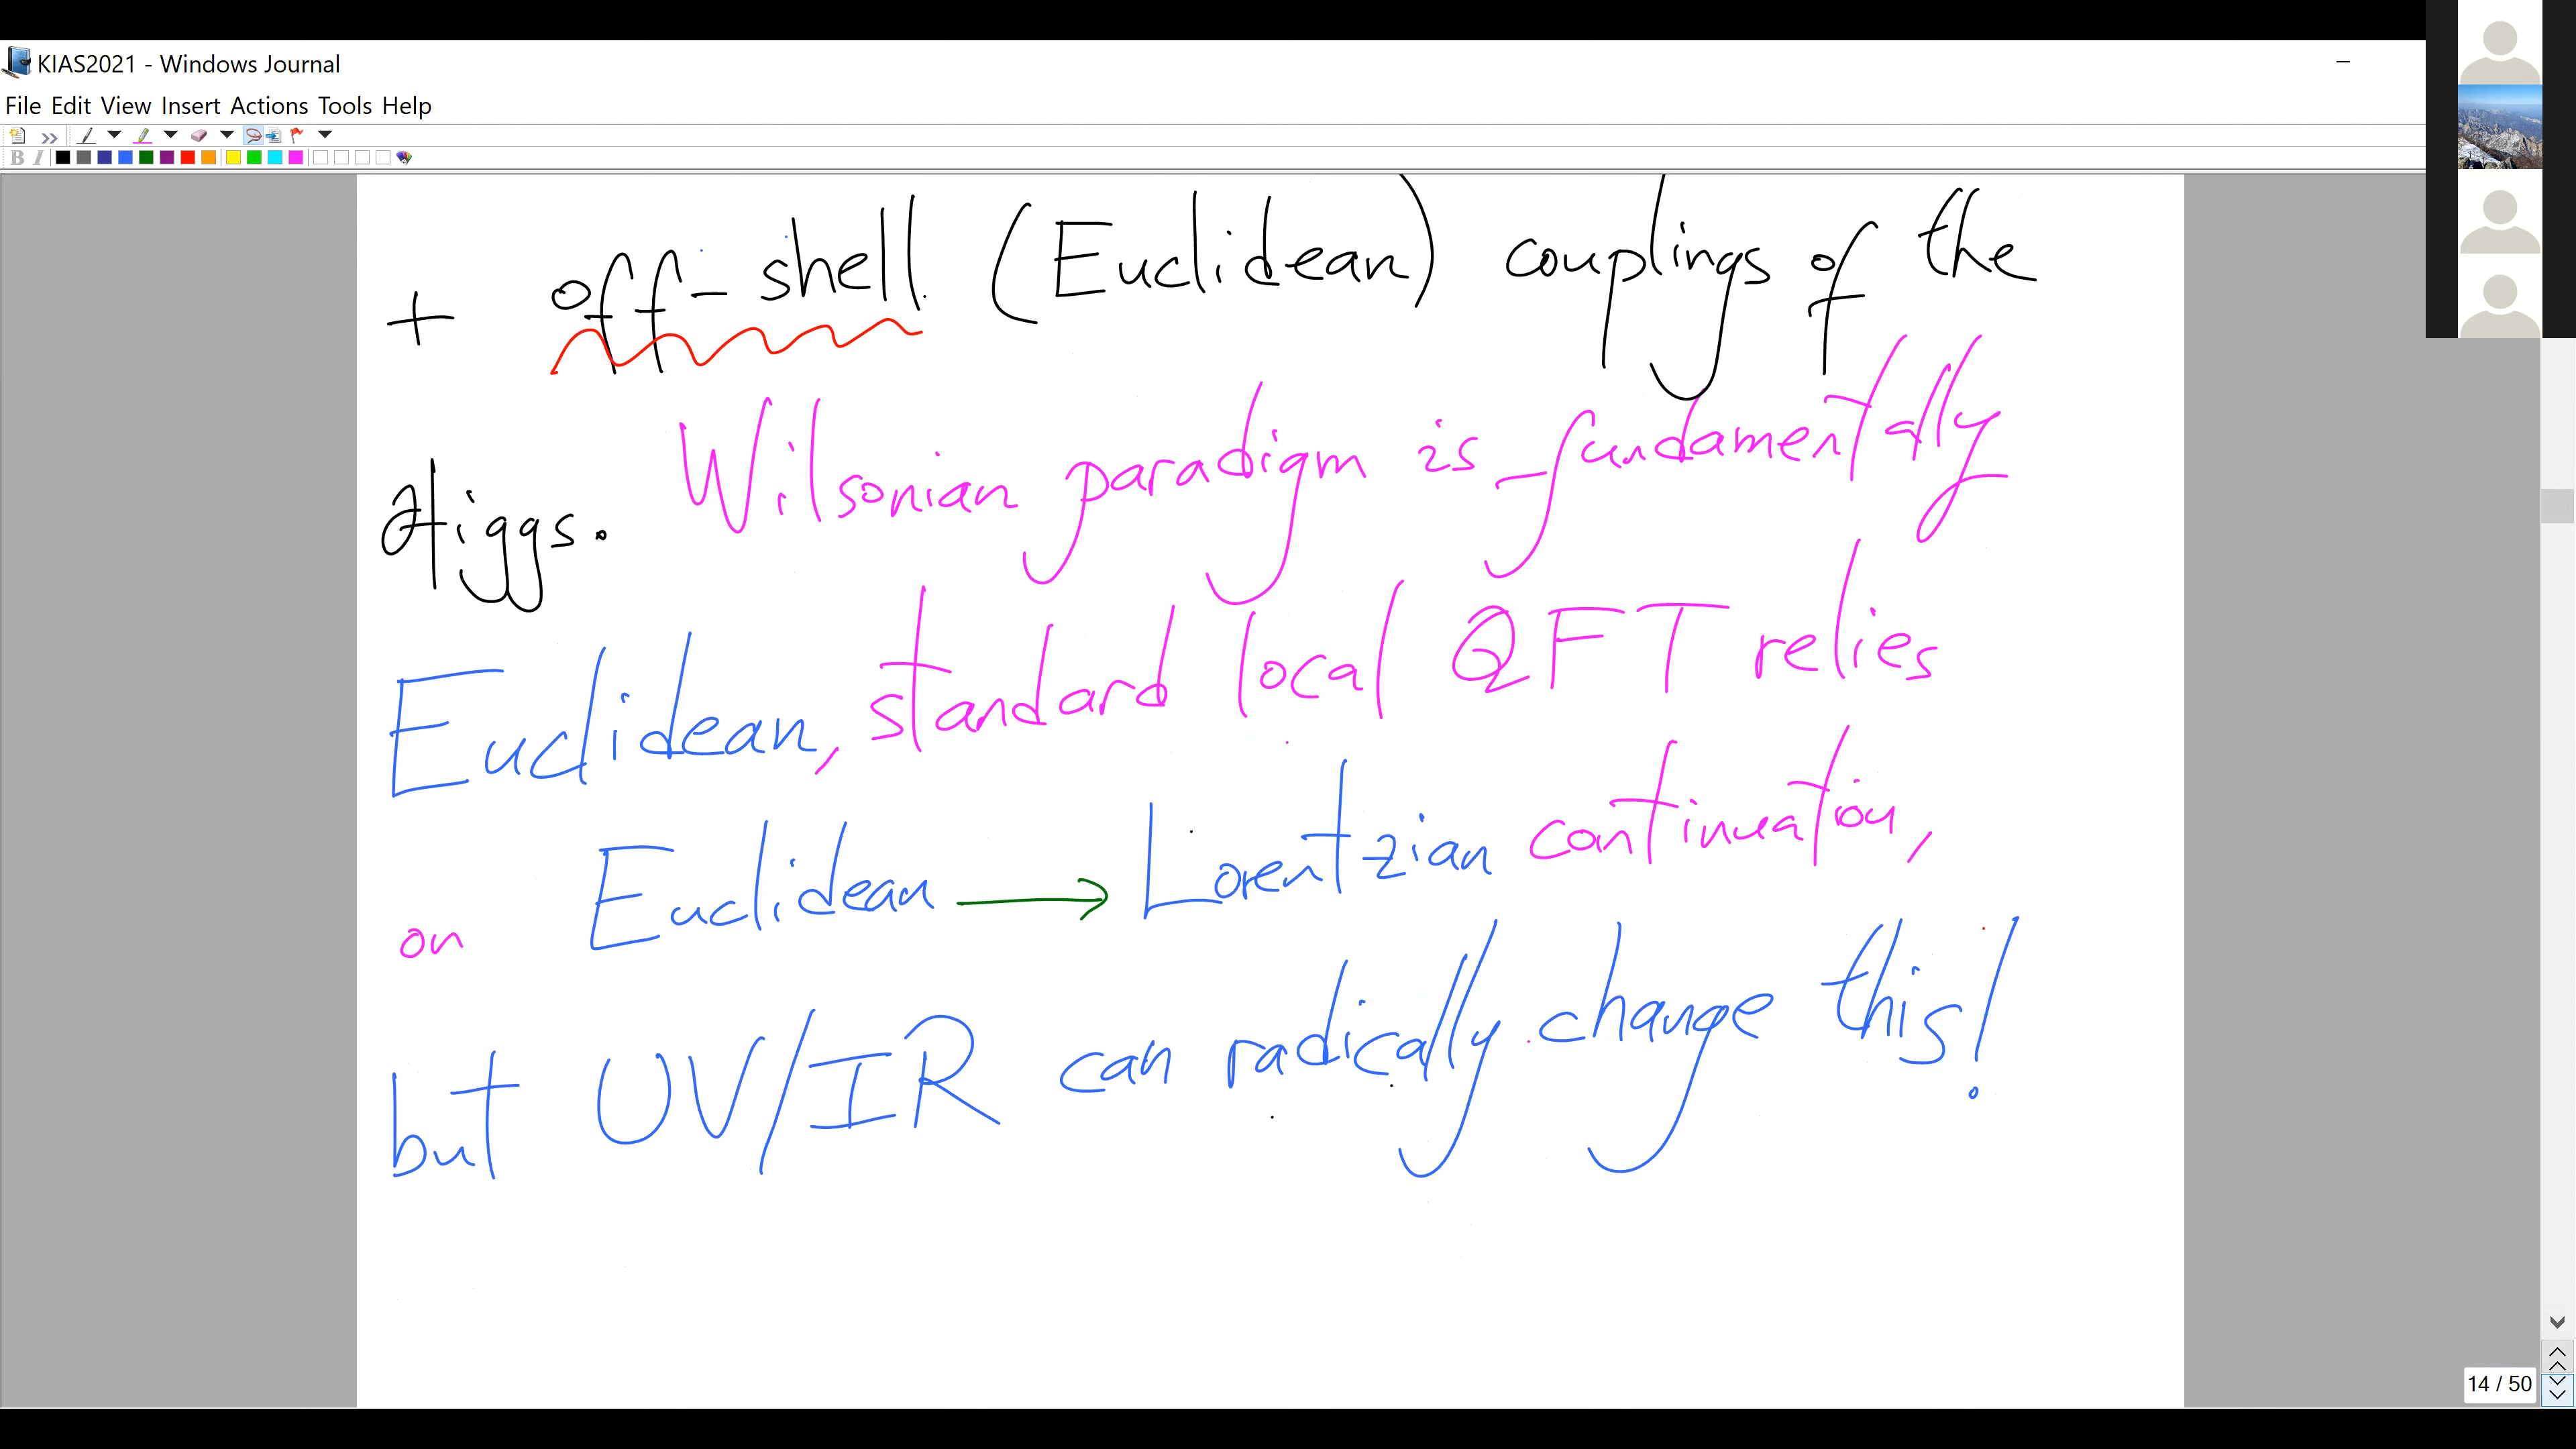 KIAS2021 - Windows Journal
File Edit View Insert Actions Tools Help
B I
+ off-shell (Euclidean) couplings of the
Higgs. Wilsonian paradigm is fundamentally
Euclidean, standard local QFT relies
on Euclidean → Lorentzian continuation,
but UV/IR can radically change this!
14 / 50